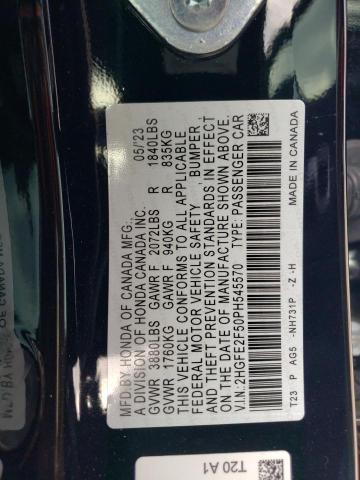 MFD.BY HONDA OF CANADA MFG.,
A DIVISION OF HONDA CANADA INC. 05/'23
GVWR 3880LBS GAWR F 2072LBS R 1840LBS
GVWR 1760KG GAWR F 940KG R 835KG
THIS VEHICLE CONFORMS TO ALL APPLICABLE
FEDERAL MOTOR VEHICLE SAFETY, BUMPER ,
AND THEFT PREVENTION STANDARDS IN EFFECT
ON THE DATE OF MANUFACTURE SHOWN ABOVE.
V.I.N.:2HGFE2F50PH545570 TYPE: PASSENGER CAR
T23 P AG5 -NH731P -Z -H MADE IN CANADA
T20 A1